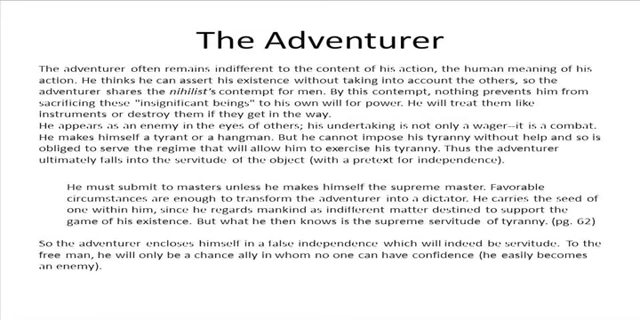 The Adventurer
The adventurer often remains indifferent to the content of his action, the human meaning of his
action. He thinks he can assert his existence without taking into account the others, so the
adventurer shares the nihilist's contempt for men. By this contempt, nothing prevents him from
sacrificing these "insignificant beings" to his own will for power. He will treat them like
instruments or destroy them if they get in the way.
He appears as an enemy in the eyes of others; his undertaking is not only a wager--it is a combat.
He makes himself a tyrant or a hangman. But he cannot impose his tyranny without help and so is
obliged to serve the regime that will allow him to exercise his tyranny. Thus the adventurer
ultimately falls into the servitude of the object (with a pretext for independence).
He must submit to masters unless he makes himself the supreme master. Favorable
circumstances are enough to transform the adventurer into a dictator. He carries the seed of
one within him, since he regards mankind as indifferent matter destined to support the
game of his existence. But what he then knows is the supreme servitude of tyranny. (pg. 62)
So the adventurer encloses himself in a false independence which will indeed be servitude. To the
free man, he will only be a chance ally in whom no one can have confidence (he easily becomes
an enemy).